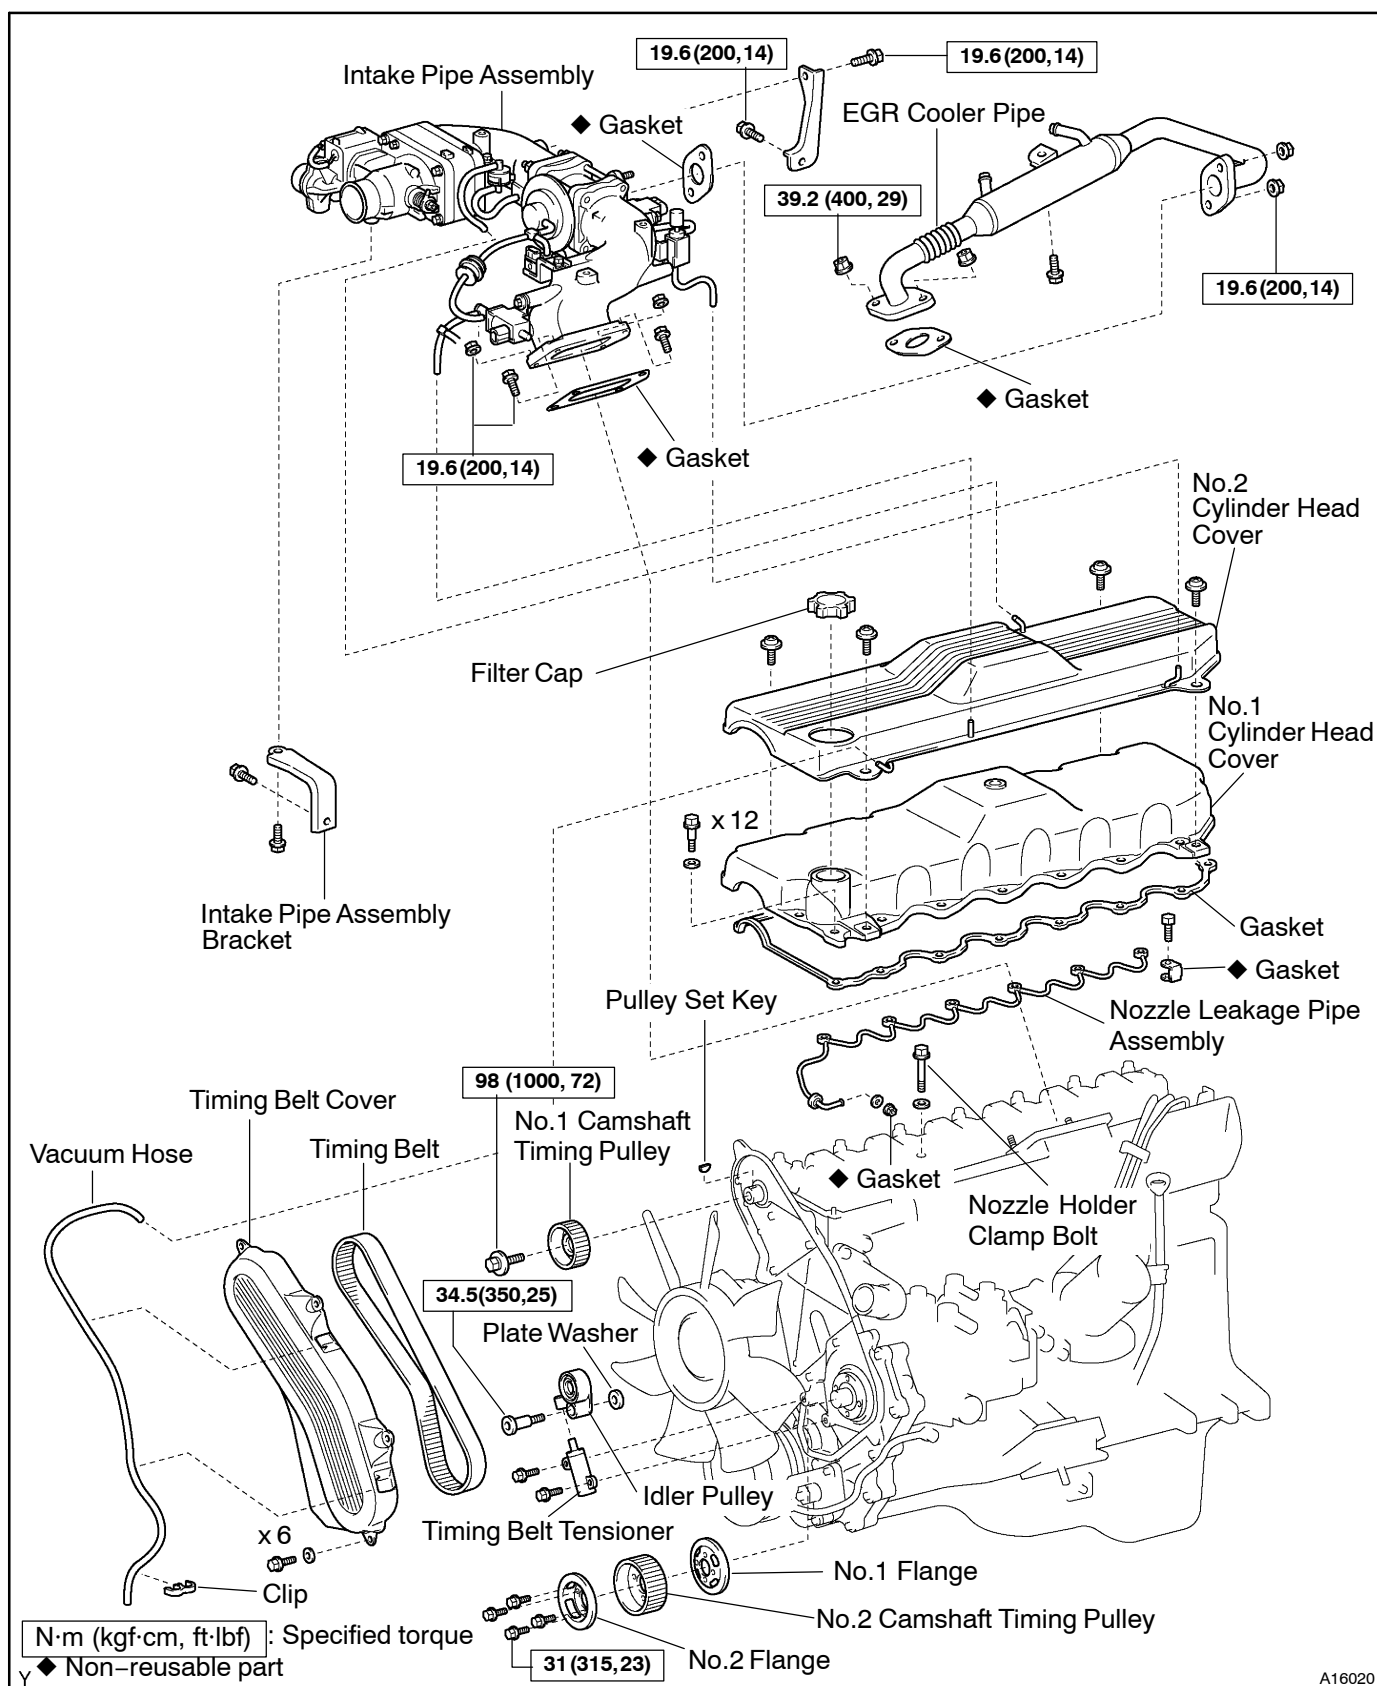 19.6 (200, 14)
19.6 (200, 14)
Intake Pipe Assembly
EGR Cooler Pipe
◆ Gasket
39.2 (400, 29)
19.6 (200, 14)
◆ Gasket
◆ Gasket
19.6 (200, 14)
No.2
Cylinder Head
Cover
Filter Cap
No.1
Cylinder Head
Cover
x 12
Intake Pipe Assembly
Bracket
Gasket
◆ Gasket
Pulley Set Key
Nozzle Leakage Pipe
Assembly
98 (1000, 72)
Timing Belt Cover
No.1 Camshaft
Timing Pulley
Vacuum Hose
Timing Belt
◆ Gasket
Nozzle Holder
Clamp Bolt
34.5 (350, 25)
Plate Washer
Idler Pulley
Timing Belt Tensioner
x 6
Clip
No.1 Flange
No.2 Camshaft Timing Pulley
N·m (kgf·cm, ft·lbf) : Specified torque
No.2 Flange
31 (315, 23)
◆ Non−reusable part
Y
A16020